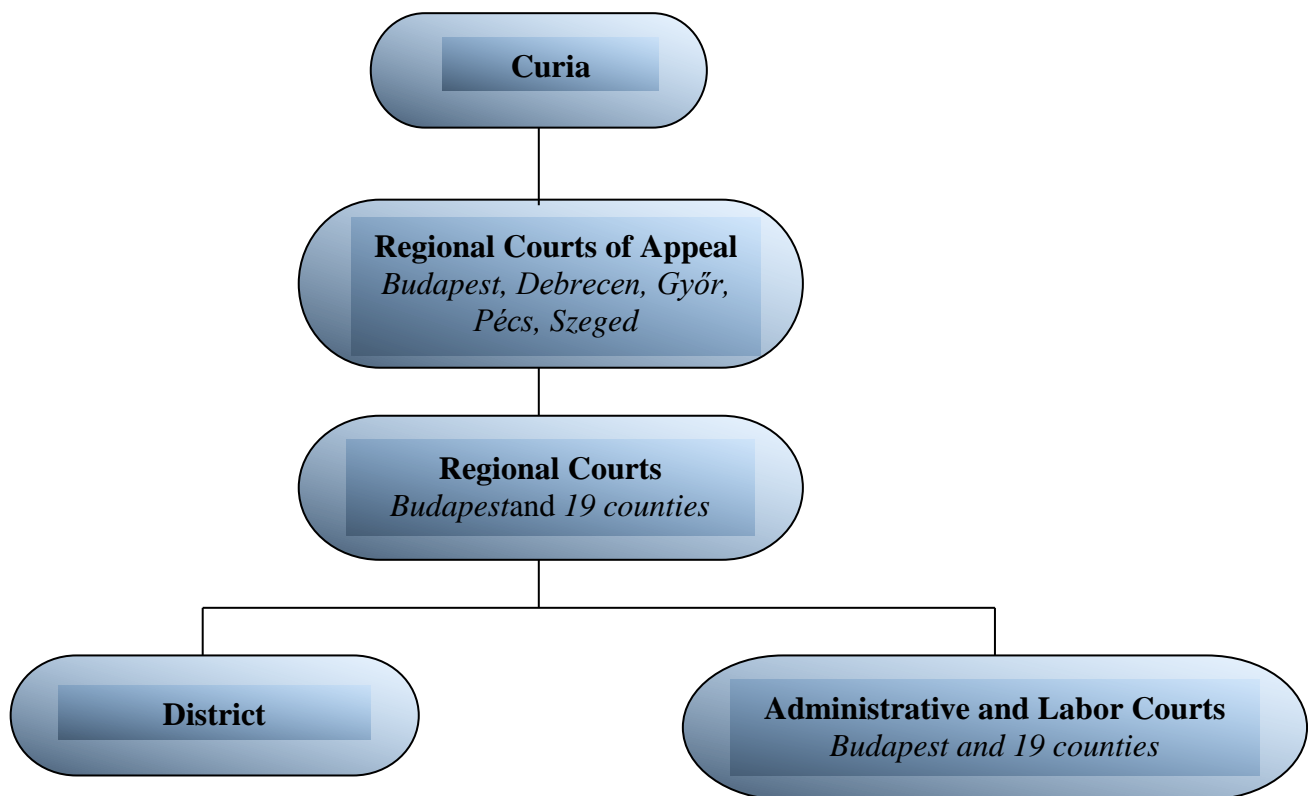 Curia
Regional Courts of Appeal
Budapest, Debrecen, Győr,
Pécs, Szeged
Regional Courts
Budapestand 19 counties
District
Administrative and Labor Courts
Budapest and 19 counties